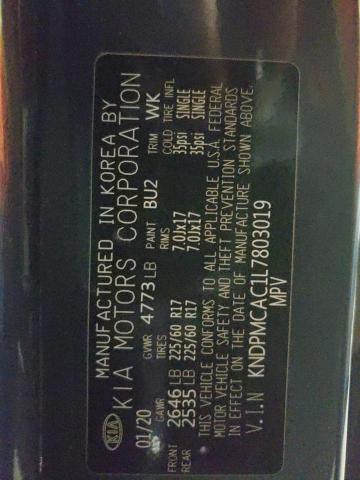 MANUFACTURED IN KOREA BY
KIA KIA MOTORS CORPORATION
01/20 GVWR 4773 LB PAINT BU2 TRIM WK
GAWR TIRES RIMS COLD TIRE INFL
FRONT 2646 LB 225/60 R17 7.0Jx17 35psi SINGLE
REAR 2535 LB 225/60 R17 7.0Jx17 35psi SINGLE
THIS VEHICLE CONFORMS TO ALL APPLICABLE U.S.A. FEDERAL
MOTOR VEHICLE SAFETY AND THEFT PREVENTION STANDARDS
IN EFFECT ON THE DATE OF MANUFACTURE SHOWN ABOVE.
V.I.N KNDPMCAC1L7803019
MPV